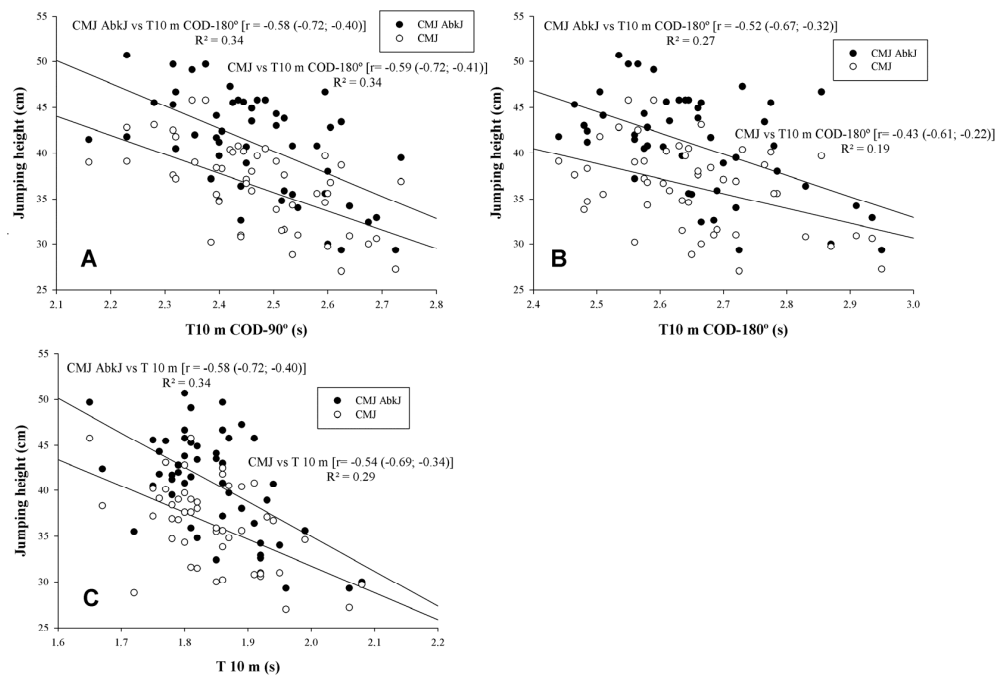 CMJ AbkJ vs T10 m COD-180º [r = -0.58 (-0.72; -0.40)]
R² = 0.34
CMJ AbkJ
CMJ
CMJ vs T10 m COD-180º [r= -0.59 (-0.72; -0.41)]
R² = 0.34
Jumping height (cm)
55
50
45
40
35
30
25
A
2.1 2.2 2.3 2.4 2.5 2.6 2.7 2.8
T10 m COD-90º (s)
CMJ AbkJ vs T10 m COD-180º [r = -0.52 (-0.67; -0.32)]
R² = 0.27
CMJ AbkJ
CMJ
CMJ vs T10 m COD-180º [r= -0.43 (-0.61; -0.22)]
R² = 0.19
Jumping height (cm)
55
50
45
40
35
30
25
B
2.4 2.5 2.6 2.7 2.8 2.9 3.0
T10 m COD-180º (s)
CMJ AbkJ vs T 10 m [r = -0.58 (-0.72; -0.40)]
R² = 0.34
CMJ AbkJ
CMJ
CMJ vs T 10 m [r= -0.54 (-0.69; -0.34)]
R² = 0.29
Jumping height (cm)
55
50
45
40
35
30
25
C
1.6 1.7 1.8 1.9 2.0 2.1 2.2
T 10 m (s)